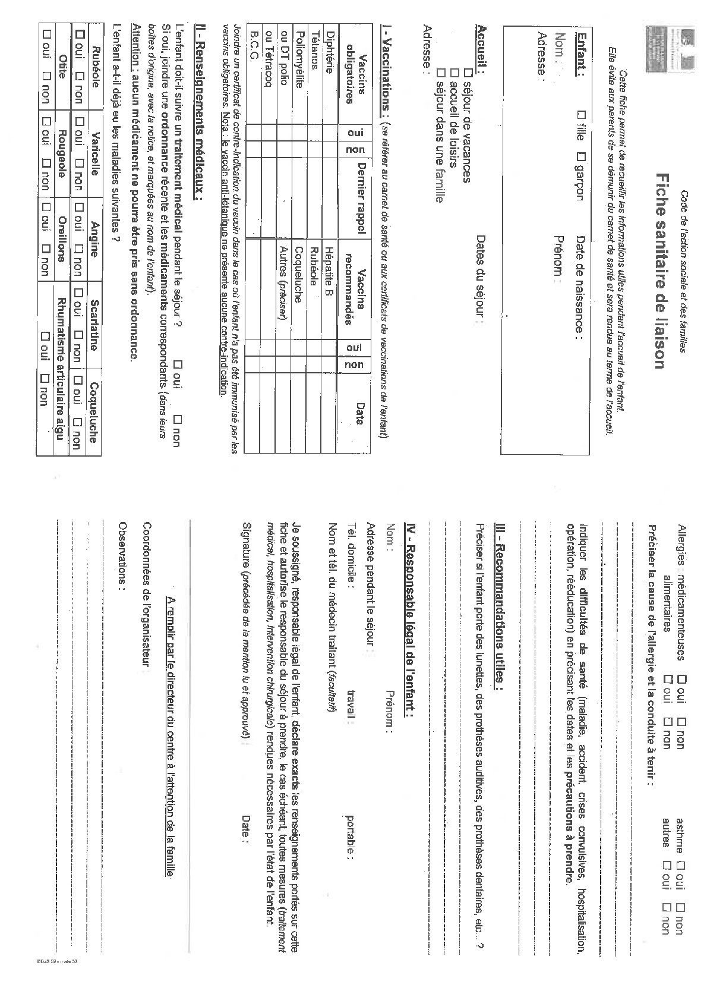 Code de l'action sociale et des familles
Fiche sanitaire de liaison
Cette fiche permet de recueillir les informations utiles pendant l'accueil de l'enfant.
Elle évite aux parents de se démunir du carnet de santé et sera rendue au terme de l'accueil.
Enfant : ☐ fille ☐ garçon Date de naissance :
Nom : Prénom :
Adresse :
Accueil : Dates du séjour :
☐ séjour de vacances
☐ accueil de loisirs
☐ séjour dans une famille
Adresse :
I - Vaccinations : (se référer au carnet de santé ou aux certificats de vaccinations de l'enfant)
Vaccins obligatoires oui non Dernier rappel Vaccins recommandés oui non Date
Diphtérie Hépatite B
Tétanos Rubéole
Poliomyélite Coqueluche
ou DT polio Autres (préciser)
ou Tétracoq
B.C.G.
Joindre un certificat de contre-indication du vaccin dans le cas où l'enfant n'a pas été immunisé par les
vaccins obligatoires. Nota : le vaccin anti-tétanique ne présente aucune contre-indication.
II - Renseignements médicaux :
L'enfant doit-il suivre un traitement médical pendant le séjour ? ☐ oui ☐ non
Si oui, joindre une ordonnance récente et les médicaments correspondants (dans leurs
boîtes d'origine, avec la notice, et marquées au nom de l'enfant).
Attention : aucun médicament ne pourra être pris sans ordonnance.
L'enfant a-t-il déjà eu les maladies suivantes ?
Rubéole Varicelle Angine Scarlatine Coqueluche
☐ oui ☐ non ☐ oui ☐ non ☐ oui ☐ non ☐ oui ☐ non ☐ oui ☐ non
Otite Rougeole Oreillons Rhumatisme articulaire aigu
☐ oui ☐ non ☐ oui ☐ non ☐ oui ☐ non ☐ oui ☐ non
Allergies : médicamenteuses ☐ oui ☐ non asthme ☐ oui ☐ non
alimentaires ☐ oui ☐ non autres ☐ oui ☐ non
Préciser la cause de l'allergie et la conduite à tenir :
Indiquer les difficultés de santé (maladie, accident, crises convulsives, hospitalisation,
opération, rééducation) en précisant les dates et les précautions à prendre.
III - Recommandations utiles :
Préciser si l'enfant porte des lunettes, des prothèses auditives, des prothèses dentaires, etc... ?
IV - Responsable légal de l'enfant :
Nom : Prénom :
Adresse pendant le séjour :
Tél. domicile : travail : portable :
Nom et tél. du médecin traitant (facultatif)
Je soussigné, responsable légal de l'enfant, déclare exacts les renseignements portés sur cette
fiche et autorise le responsable du séjour à prendre, le cas échéant, toutes mesures (traitement
médical, hospitalisation, intervention chirurgicale) rendues nécessaires par l'état de l'enfant.
Signature (précédée de la mention lu et approuvé) : Date :
A remplir par le directeur du centre à l'attention de la famille
Coordonnées de l'organisateur :
Observations :
DDJS 52 - mars 03